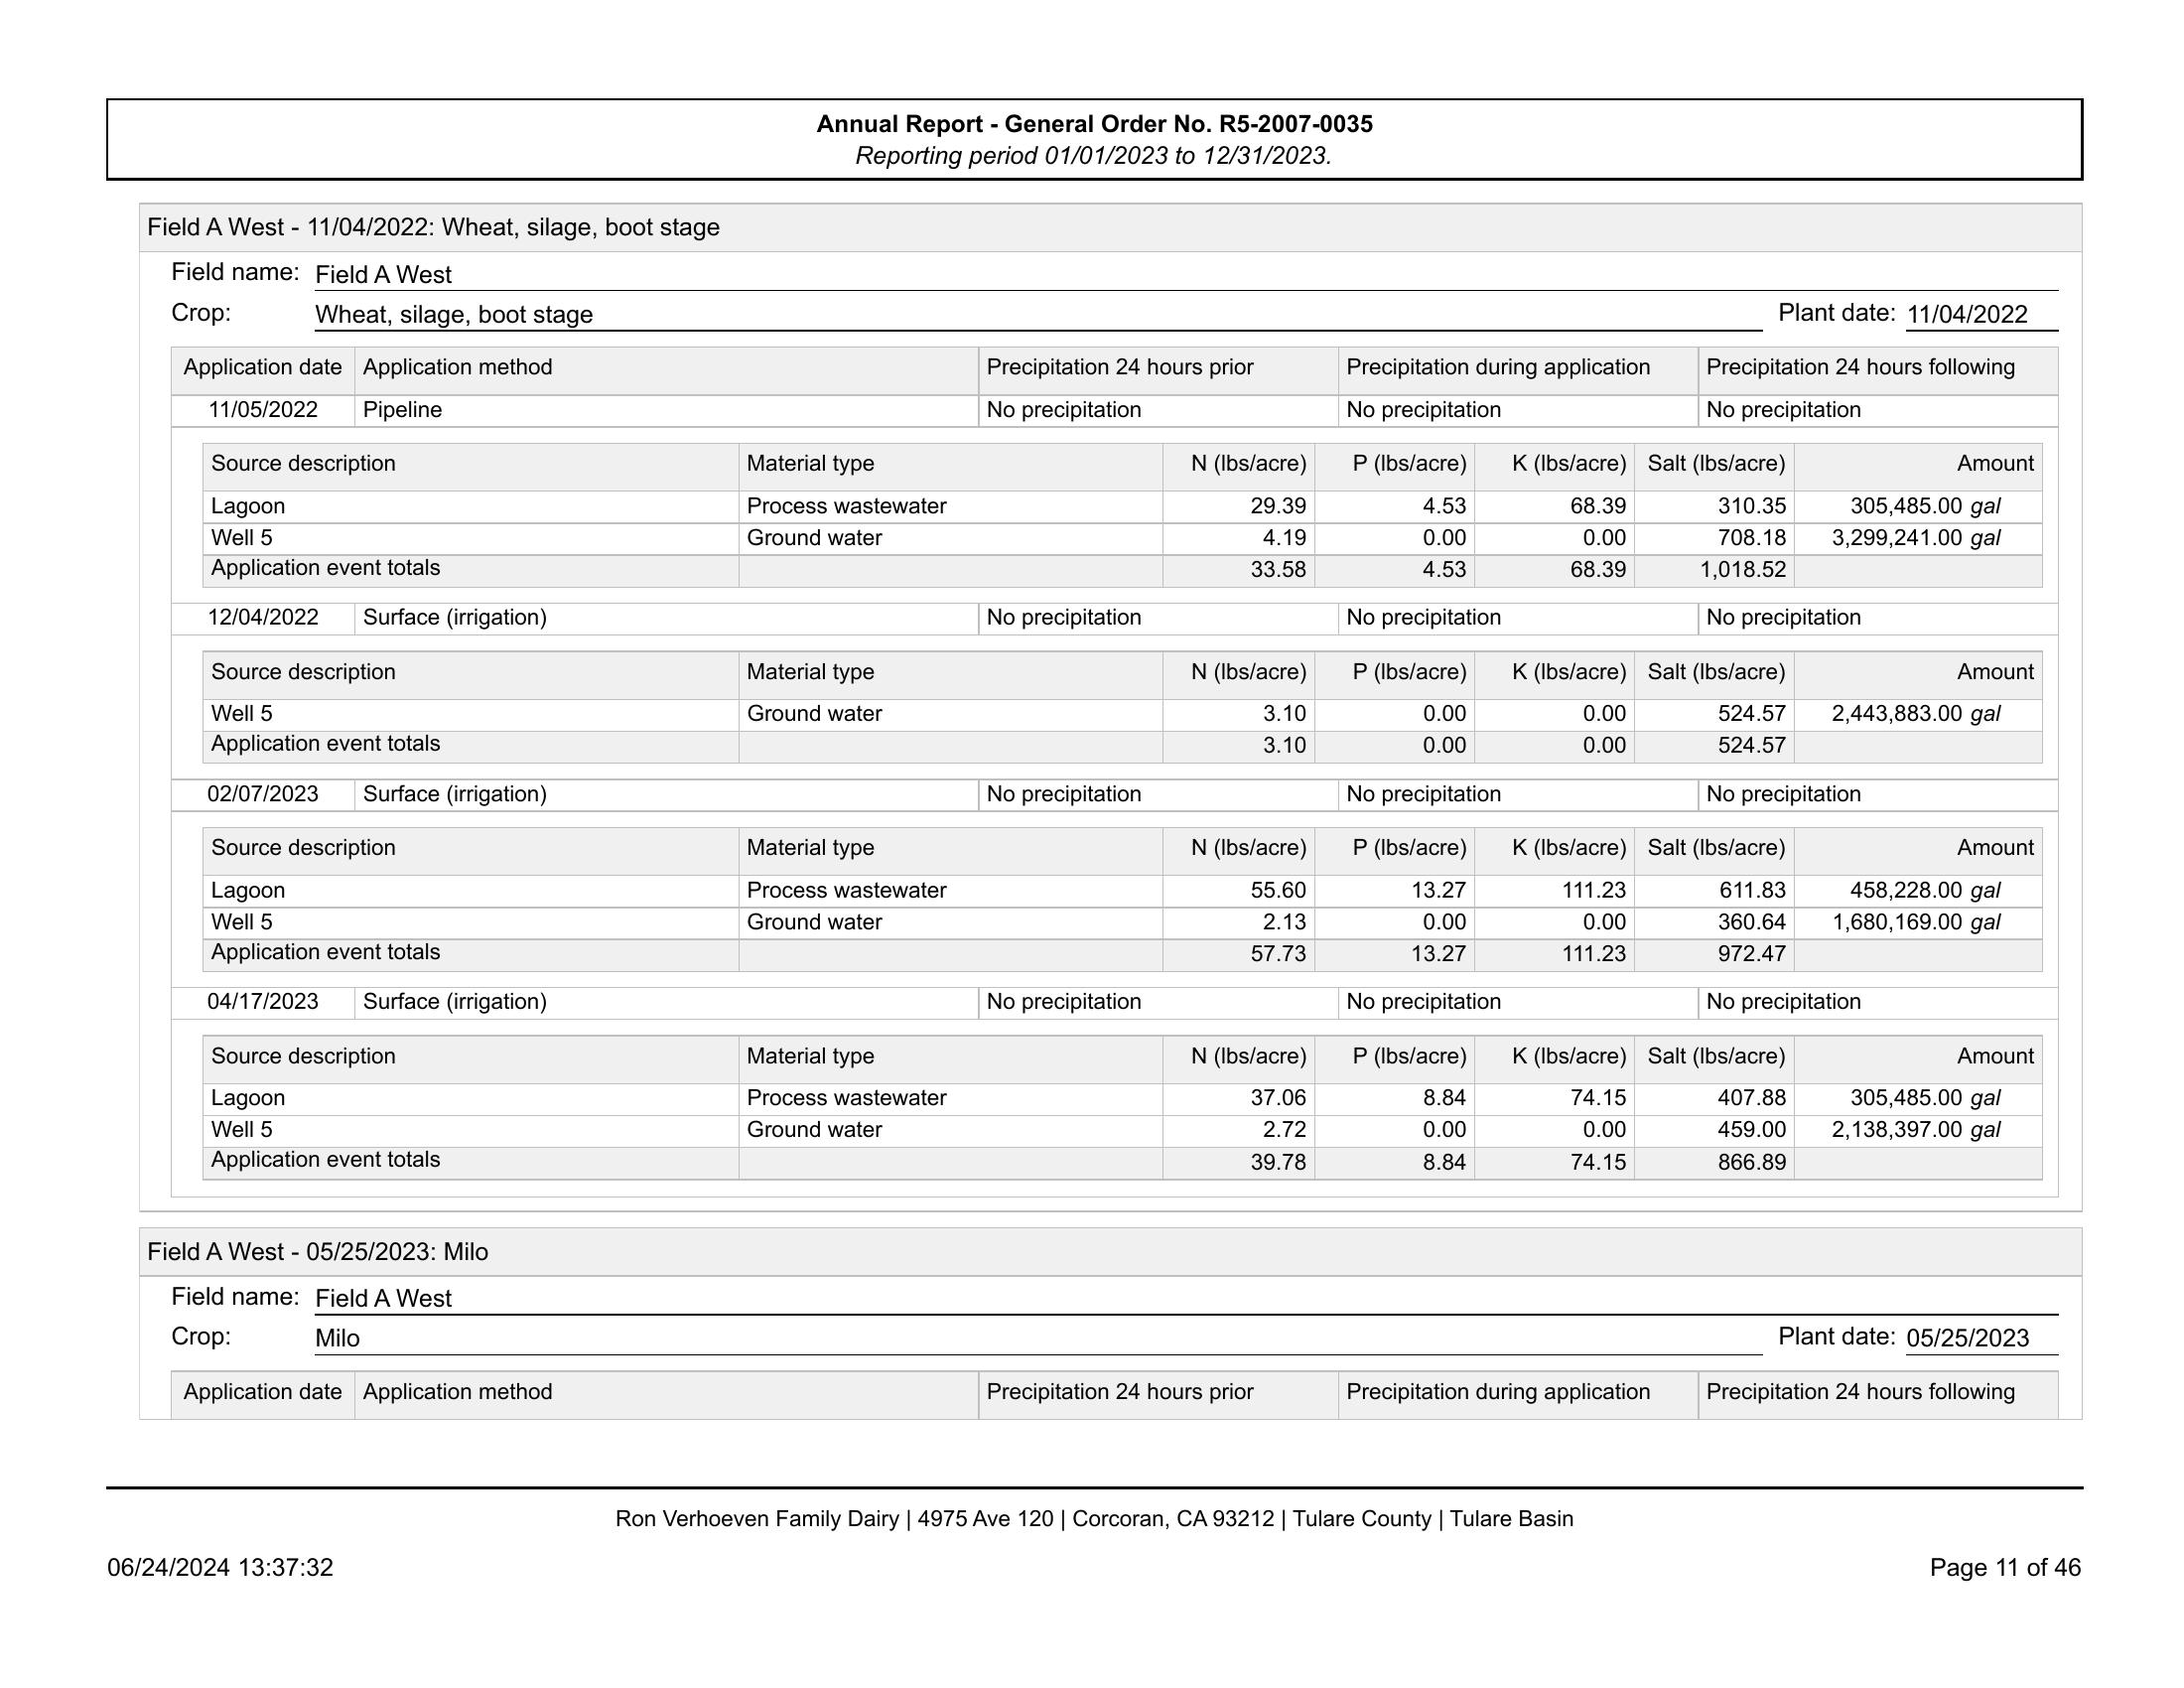 Annual Report - General Order No. R5-2007-0035
Reporting period 01/01/2023 to 12/31/2023.
Field A West - 11/04/2022: Wheat, silage, boot stage
Field name: Field A West
Crop: Wheat, silage, boot stage Plant date: 11/04/2022
Application date Application method Precipitation 24 hours prior Precipitation during application Precipitation 24 hours following
11/05/2022 Pipeline No precipitation No precipitation No precipitation
Source description Material type N (lbs/acre) P (lbs/acre) K (lbs/acre) Salt (lbs/acre) Amount
Lagoon Process wastewater 29.39 4.53 68.39 310.35 305,485.00 gal
Well 5 Ground water 4.19 0.00 0.00 708.18 3,299,241.00 gal
Application event totals 33.58 4.53 68.39 1,018.52
12/04/2022 Surface (irrigation) No precipitation No precipitation No precipitation
Source description Material type N (lbs/acre) P (lbs/acre) K (lbs/acre) Salt (lbs/acre) Amount
Well 5 Ground water 3.10 0.00 0.00 524.57 2,443,883.00 gal
Application event totals 3.10 0.00 0.00 524.57
02/07/2023 Surface (irrigation) No precipitation No precipitation No precipitation
Source description Material type N (lbs/acre) P (lbs/acre) K (lbs/acre) Salt (lbs/acre) Amount
Lagoon Process wastewater 55.60 13.27 111.23 611.83 458,228.00 gal
Well 5 Ground water 2.13 0.00 0.00 360.64 1,680,169.00 gal
Application event totals 57.73 13.27 111.23 972.47
04/17/2023 Surface (irrigation) No precipitation No precipitation No precipitation
Source description Material type N (lbs/acre) P (lbs/acre) K (lbs/acre) Salt (lbs/acre) Amount
Lagoon Process wastewater 37.06 8.84 74.15 407.88 305,485.00 gal
Well 5 Ground water 2.72 0.00 0.00 459.00 2,138,397.00 gal
Application event totals 39.78 8.84 74.15 866.89
Field A West - 05/25/2023: Milo
Field name: Field A West
Crop: Milo Plant date: 05/25/2023
Application date Application method Precipitation 24 hours prior Precipitation during application Precipitation 24 hours following
Ron Verhoeven Family Dairy | 4975 Ave 120 | Corcoran, CA 93212 | Tulare County | Tulare Basin
06/24/2024 13:37:32 Page 11 of 46